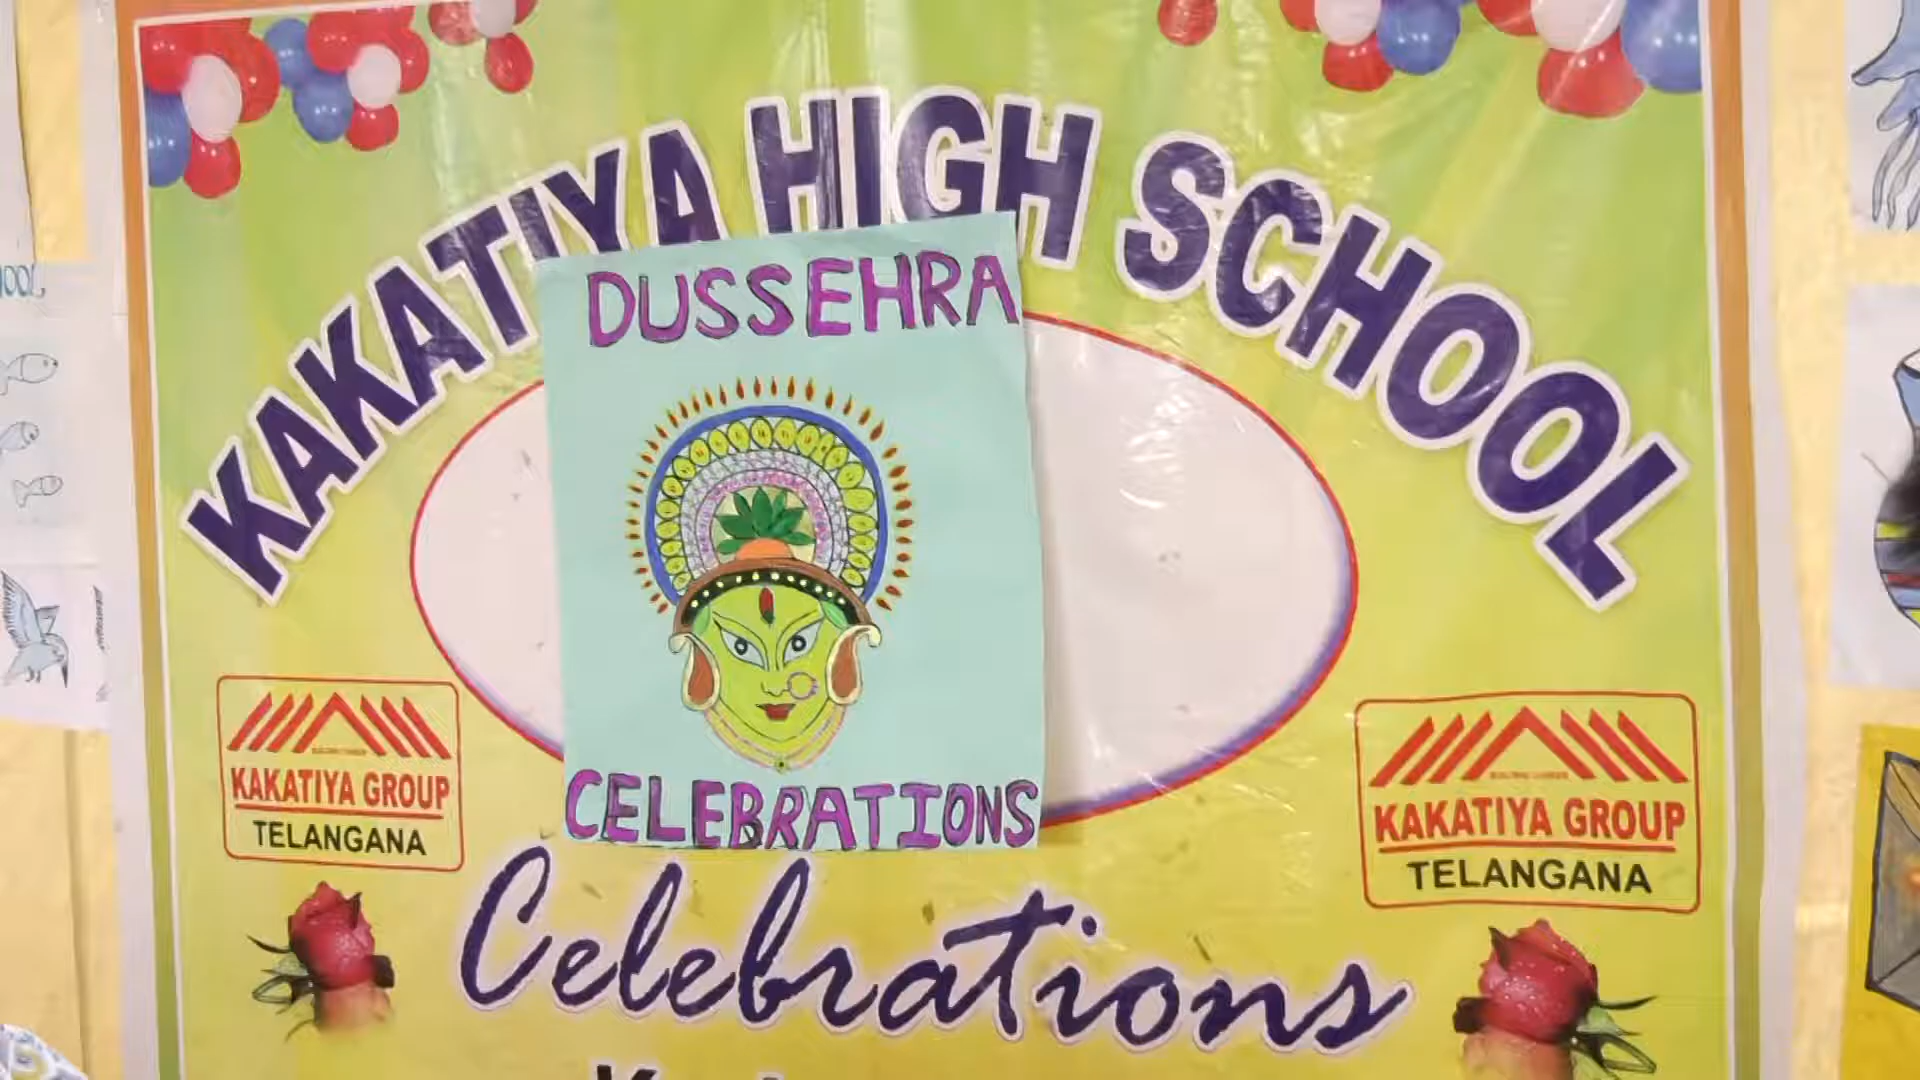 KAKATIYA HIGH SCHOOL
DUSSEHRA
CELEBRATIONS
KAKATIYA GROUP
TELANGANA
KAKATIYA GROUP
TELANGANA
Celebrations